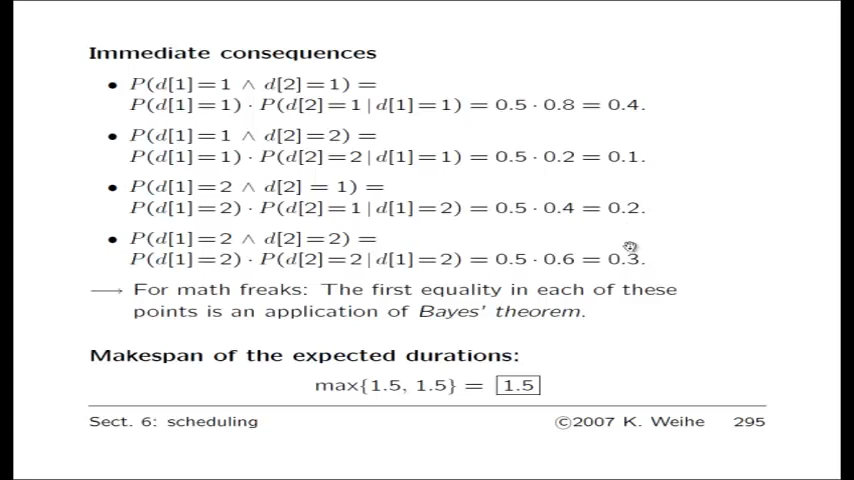 Immediate consequences
• P(d[1]=1 ∧ d[2]=1) =
P(d[1]=1) · P(d[2]=1 | d[1]=1) = 0.5 · 0.8 = 0.4.
• P(d[1]=1 ∧ d[2]=2) =
P(d[1]=1) · P(d[2]=2 | d[1]=1) = 0.5 · 0.2 = 0.1.
• P(d[1]=2 ∧ d[2] = 1) =
P(d[1]=2) · P(d[2]=1 | d[1]=2) = 0.5 · 0.4 = 0.2.
• P(d[1]=2 ∧ d[2]=2) =
P(d[1]=2) · P(d[2]=2 | d[1]=2) = 0.5 · 0.6 = 0.3.
⟶ For math freaks: The first equality in each of these
points is an application of Bayes' theorem.
Makespan of the expected durations:
max{1.5, 1.5} = 1.5
Sect. 6: scheduling ©2007 K. Weihe 295